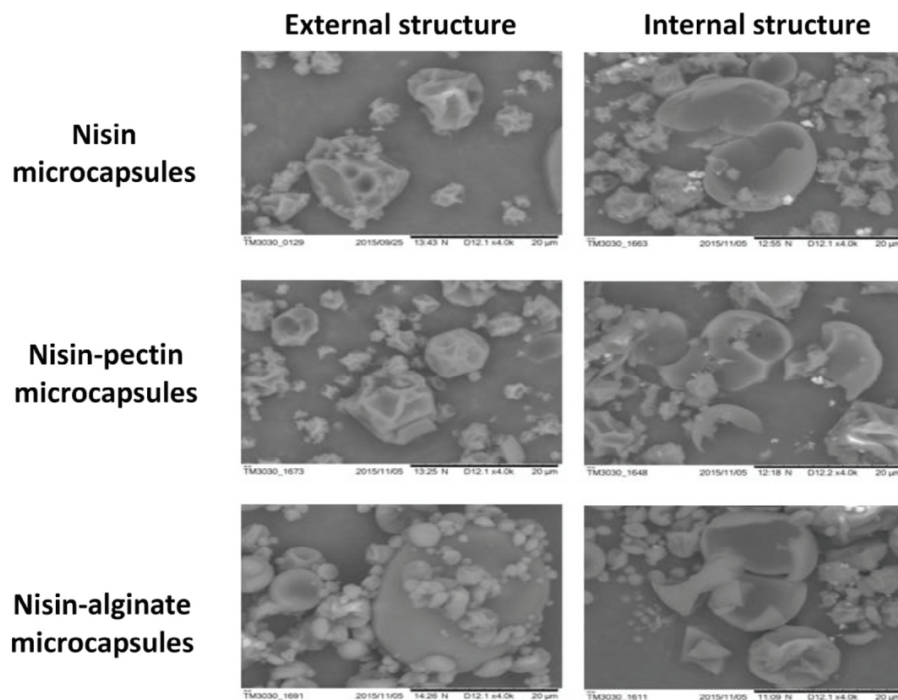 External structure
Internal structure
Nisin
microcapsules
TM3030_0129 2015/09/25 13:43 N D12.1 x4.0k 20 µm
TM3030_1663 2015/11/05 12:55 N D12.1 x4.0k 20 µm
Nisin-pectin
microcapsules
TM3030_1673 2015/11/05 13:25 N D12.1 x4.0k 20 µm
TM3030_1648 2015/11/05 12:18 N D12.2 x4.0k 20 µm
Nisin-alginate
microcapsules
TM3030_1691 2015/11/05 14:26 N D12.1 x4.0k 20 µm
TM3030_1611 2015/11/05 11:09 N D12.1 x4.0k 20 µm